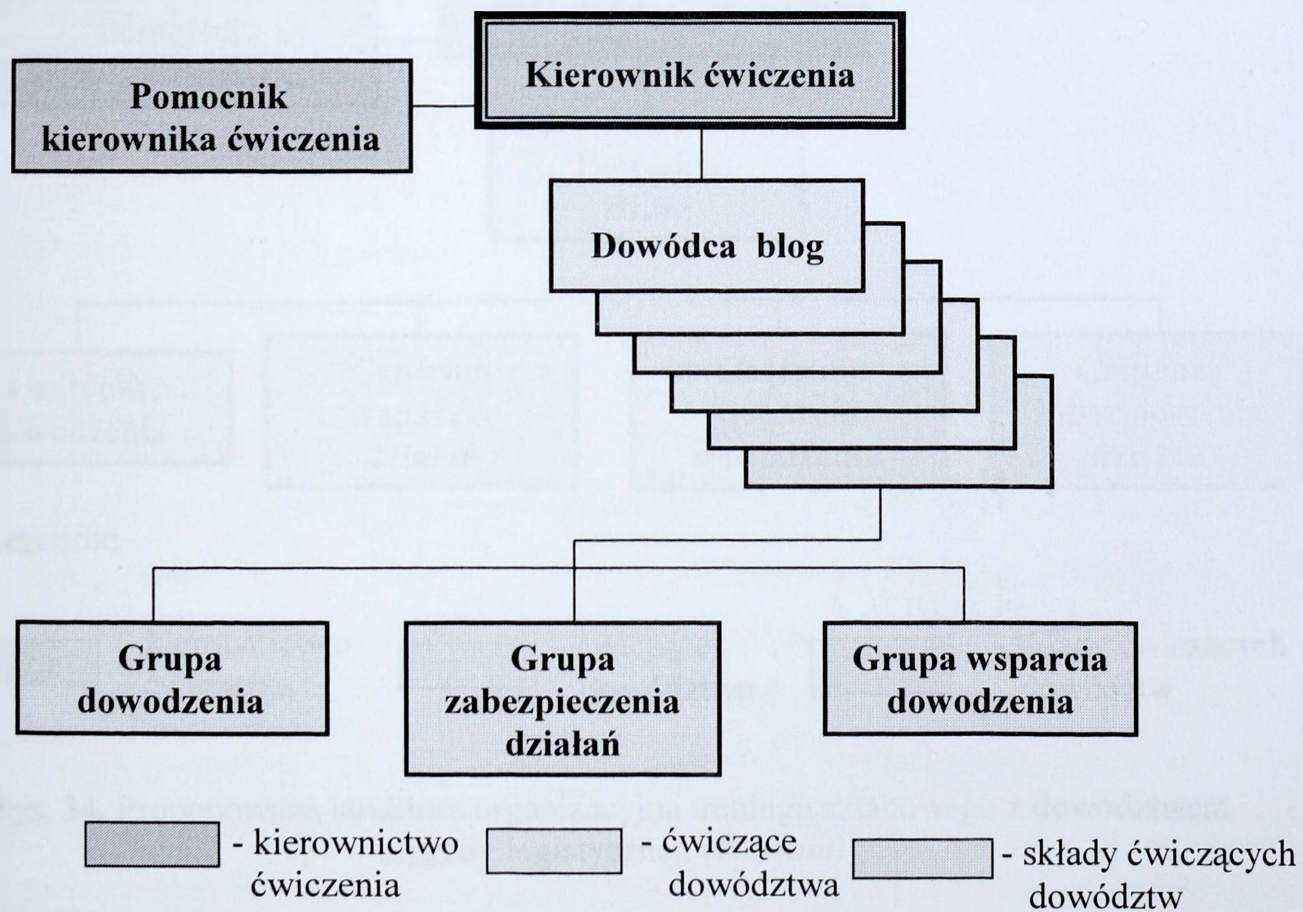 Kierownik ćwiczenia
Pomocnik
kierownika ćwiczenia
Dowódca blog
Grupa
dowodzenia
Grupa
zabezpieczenia
działań
Grupa wsparcia
dowodzenia
- kierownictwo
ćwiczenia
- ćwiczące
dowództwa
- składy ćwiczących
dowództw